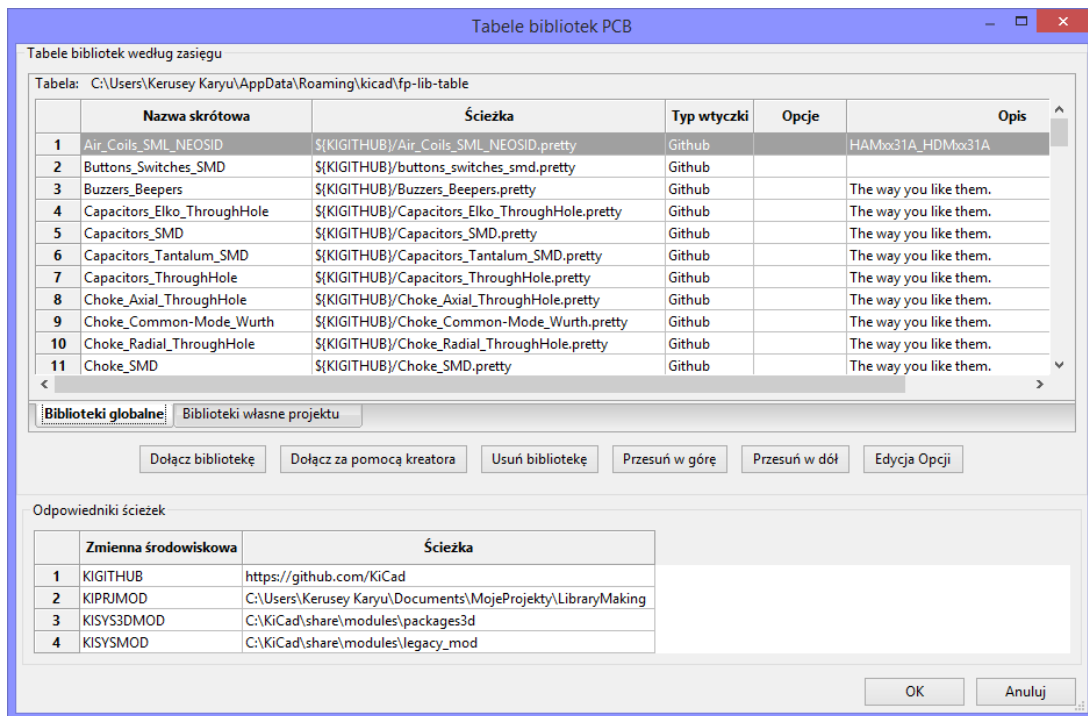 Tabele bibliotek PCB
Tabele bibliotek według zasięgu
Tabela: C:\Users\Kerusey Karyu\AppData\Roaming\kicad\fp-lib-table
Nazwa skrótowa Ścieżka Typ wtyczki Opcje Opis
1 Air_Coils_SML_NEOSID ${KIGITHUB}/Air_Coils_SML_NEOSID.pretty Github HAMxx31A_HDMxx31A
2 Buttons_Switches_SMD ${KIGITHUB}/buttons_switches_smd.pretty Github
3 Buzzers_Beepers ${KIGITHUB}/Buzzers_Beepers.pretty Github The way you like them.
4 Capacitors_Elko_ThroughHole ${KIGITHUB}/Capacitors_Elko_ThroughHole.pretty Github The way you like them.
5 Capacitors_SMD ${KIGITHUB}/Capacitors_SMD.pretty Github The way you like them.
6 Capacitors_Tantalum_SMD ${KIGITHUB}/Capacitors_Tantalum_SMD.pretty Github The way you like them.
7 Capacitors_ThroughHole ${KIGITHUB}/Capacitors_ThroughHole.pretty Github The way you like them.
8 Choke_Axial_ThroughHole ${KIGITHUB}/Choke_Axial_ThroughHole.pretty Github The way you like them.
9 Choke_Common-Mode_Wurth ${KIGITHUB}/Choke_Common-Mode_Wurth.pretty Github The way you like them.
10 Choke_Radial_ThroughHole ${KIGITHUB}/Choke_Radial_ThroughHole.pretty Github The way you like them.
11 Choke_SMD ${KIGITHUB}/Choke_SMD.pretty Github The way you like them.
Biblioteki globalne Biblioteki własne projektu
Dołącz bibliotekę Dołącz za pomocą kreatora Usuń bibliotekę Przesuń w górę Przesuń w dół Edycja Opcji
Odpowiedniki ścieżek
Zmienna środowiskowa Ścieżka
1 KIGITHUB https://github.com/KiCad
2 KIPRJMOD C:\Users\Kerusey Karyu\Documents\MojeProjekty\LibraryMaking
3 KISYS3DMOD C:\KiCad\share\modules\packages3d
4 KISYSMOD C:\KiCad\share\modules\legacy_mod
OK Anuluj